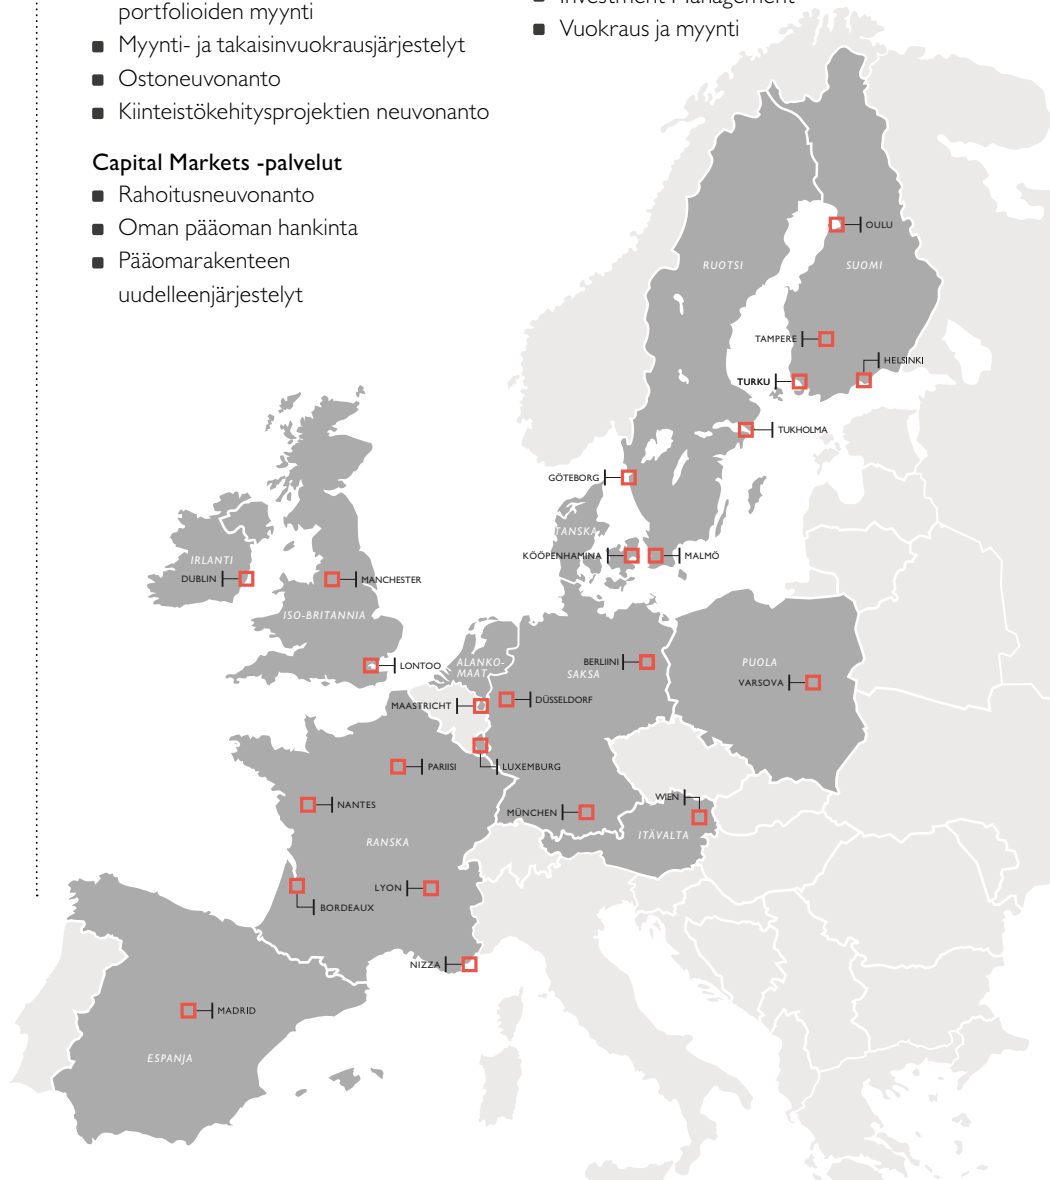 portfolioiden myynti
Myynti- ja takaisinvuokrausjärjestelyt
Ostoneuvonanto
Kiinteistökehitysprojektien neuvonanto
Capital Markets -palvelut
Rahoitusneuvonanto
Oman pääoman hankinta
Pääomarakenteen
uudelleenjärjestelyt
Investment Management
Vuokraus ja myynti
OULU
RUOTSI
SUOMI
TAMPERE
HELSINKI
TURKU
TUKHOLMA
GÖTEBORG
TANSKA
KÖÖPENHAMINA
MALMÖ
IRLANTI
DUBLIN
MANCHESTER
ISO-BRITANNIA
LONTOO
ALANKO-
MAAT
BERLIINI
SAKSA
PUOLA
VARSOVA
MAASTRICHT
DÜSSELDORF
PARIISI
LUXEMBURG
NANTES
MÜNCHEN
WIEN
ITÄVALTA
RANSKA
LYON
BORDEAUX
NIZZA
MADRID
ESPANJA